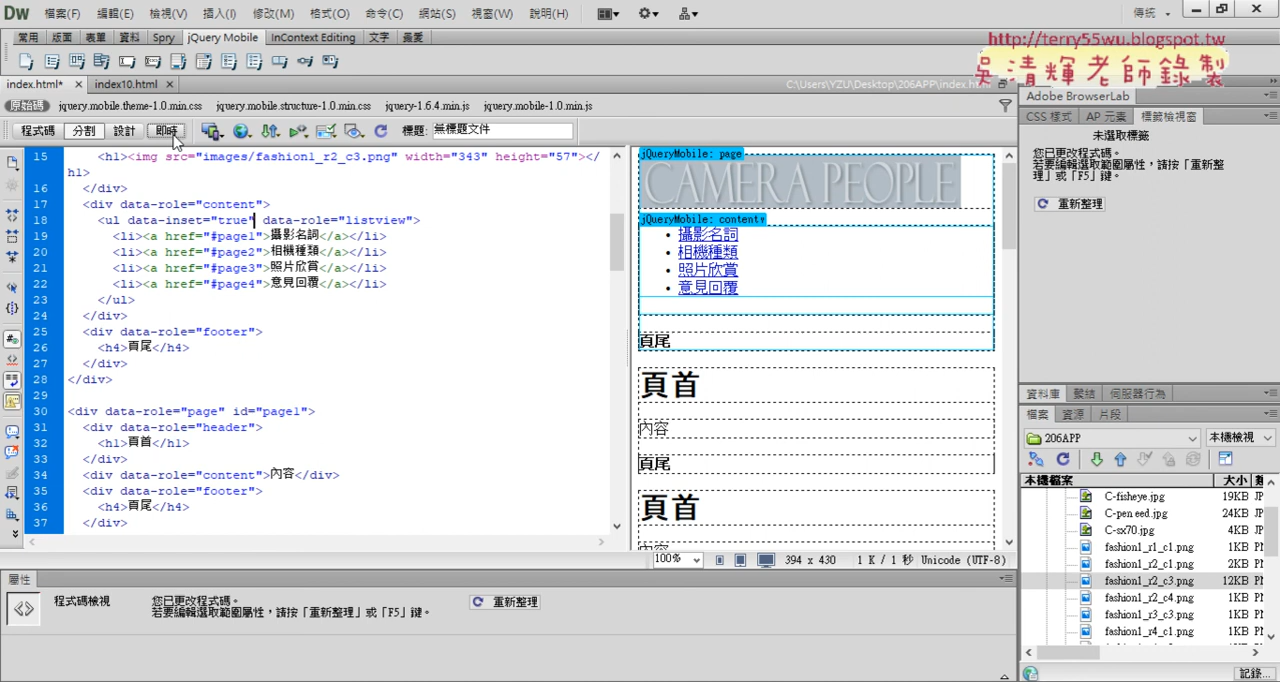 Dw 檔案(F) 編輯(E) 檢視(V) 插入(I) 修改(M) 格式(O) 命令(C) 網站(S) 視窗(W) 說明(H) 傳統
常用 版面 表單 資料 Spry jQuery Mobile InContext Editing 文字 最愛
http://terry55wu.blogspot.tw
吳清輝老師錄製
index.html* index10.html C:\Users\YZU\Desktop\206APP\index.html
原始碼 jquery.mobile.theme-1.0.min.css jquery.mobile.structure-1.0.min.css jquery-1.6.4.min.js jquery.mobile-1.0.min.js
程式碼 分割 設計 即時 標題: 無標題文件
15 <h1><img src="images/fashion1_r2_c3.png" width="343" height="57"></
h1>
16 </div>
17 <div data-role="content">
18 <ul data-inset="true" data-role="listview">
19 <li><a href="#page1">攝影名詞</a></li>
20 <li><a href="#page2">相機種類</a></li>
21 <li><a href="#page3">照片欣賞</a></li>
22 <li><a href="#page4">意見回覆</a></li>
23 </ul>
24 </div>
25 <div data-role="footer">
26 <h4>頁尾</h4>
27 </div>
28 </div>
29
30 <div data-role="page" id="page1">
31 <div data-role="header">
32 <h1>頁首</h1>
33 </div>
34 <div data-role="content">內容</div>
35 <div data-role="footer">
36 <h4>頁尾</h4>
37 </div>
jQueryMobile: page
CAMERA PEOPLE
jQueryMobile: content
攝影名詞
相機種類
照片欣賞
意見回覆
頁尾
頁首
內容
頁尾
頁首
100% 394 x 430 1 K / 1 秒 Unicode (UTF-8)
屬性
程式碼檢視 您已更改程式碼。
若要編輯選取範圍屬性，請按「重新整理」或「F5」鍵。
重新整理
Adobe BrowserLab
CSS 樣式 AP 元素 標籤檢視窗
未選取標籤
您已更改程式碼。
若要編輯選取範圍屬性，請按「重新整
理」或「F5」鍵。
重新整理
資料庫 繫結 伺服器行為
檔案 資源 片段
206APP 本機檢視
本機檔案 大小
C-fisheye.jpg 19KB
C-pen eed.jpg 24KB
C-sx70.jpg 4KB
fashion1_r1_c1.png 1KB
fashion1_r2_c1.png 2KB
fashion1_r2_c3.png 12KB
fashion1_r2_c4.png 1KB
fashion1_r3_c3.png 1KB
fashion1_r4_c1.png 1KB
記錄...